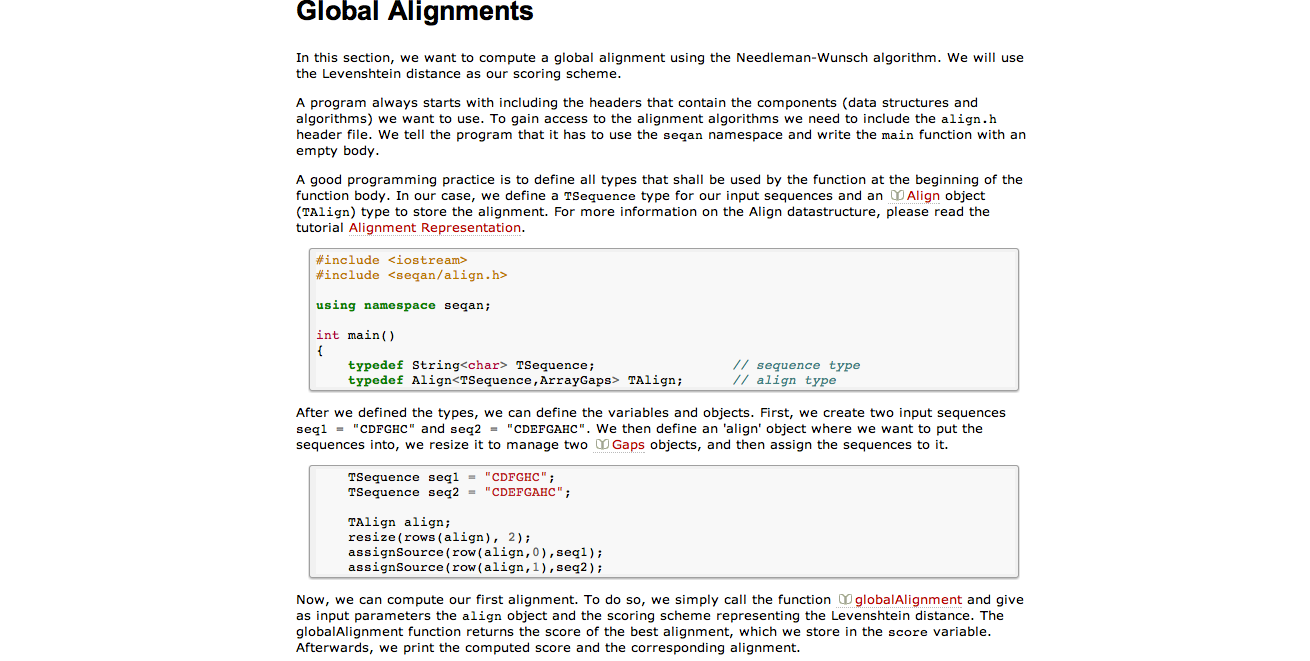 Global Alignments
In this section, we want to compute a global alignment using the Needleman-Wunsch algorithm. We will use
the Levenshtein distance as our scoring scheme.
A program always starts with including the headers that contain the components (data structures and
algorithms) we want to use. To gain access to the alignment algorithms we need to include the align.h
header file. We tell the program that it has to use the seqan namespace and write the main function with an
empty body.
A good programming practice is to define all types that shall be used by the function at the beginning of the
function body. In our case, we define a TSequence type for our input sequences and an Align object
(TAlign) type to store the alignment. For more information on the Align datastructure, please read the
tutorial Alignment Representation.
#include <iostream>
#include <seqan/align.h>
using namespace seqan;
int main()
{
    typedef String<char> TSequence;                 // sequence type
    typedef Align<TSequence,ArrayGaps> TAlign;      // align type
After we defined the types, we can define the variables and objects. First, we create two input sequences
seq1 = "CDFGHC" and seq2 = "CDEFGAHC". We then define an 'align' object where we want to put the
sequences into, we resize it to manage two Gaps objects, and then assign the sequences to it.
    TSequence seq1 = "CDFGHC";
    TSequence seq2 = "CDEFGAHC";
    TAlign align;
    resize(rows(align), 2);
    assignSource(row(align,0),seq1);
    assignSource(row(align,1),seq2);
Now, we can compute our first alignment. To do so, we simply call the function globalAlignment and give
as input parameters the align object and the scoring scheme representing the Levenshtein distance. The
globalAlignment function returns the score of the best alignment, which we store in the score variable.
Afterwards, we print the computed score and the corresponding alignment.